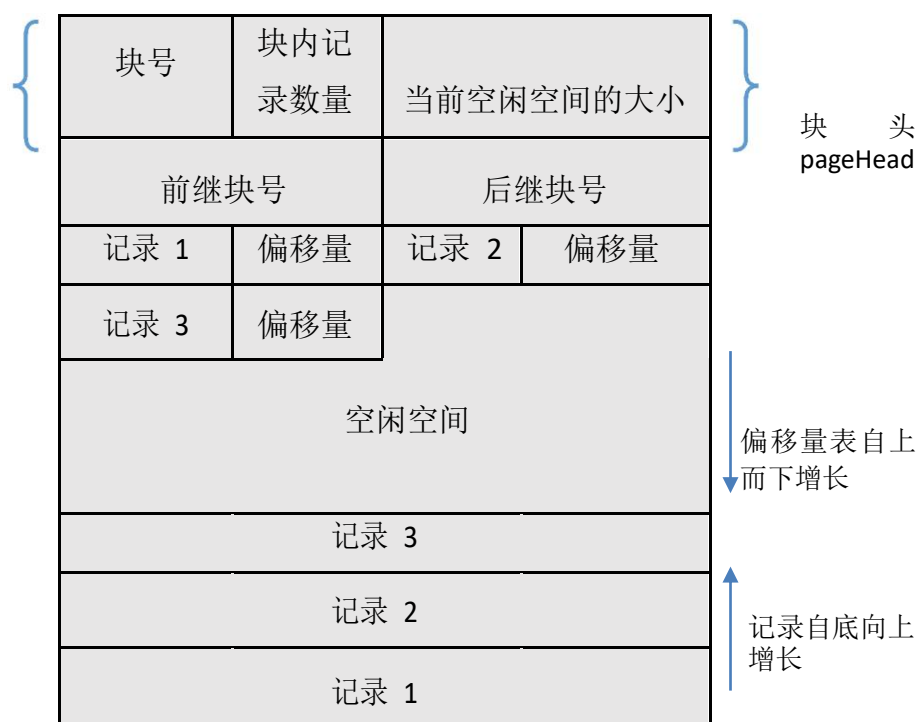 块号
块内记
录数量
当前空闲空间的大小
块 头
pageHead
前继块号
后继块号
记录 1
偏移量
记录 2
偏移量
记录 3
偏移量
空闲空间
偏移量表自上
而下增长
记录 3
记录 2
记录自底向上
增长
记录 1